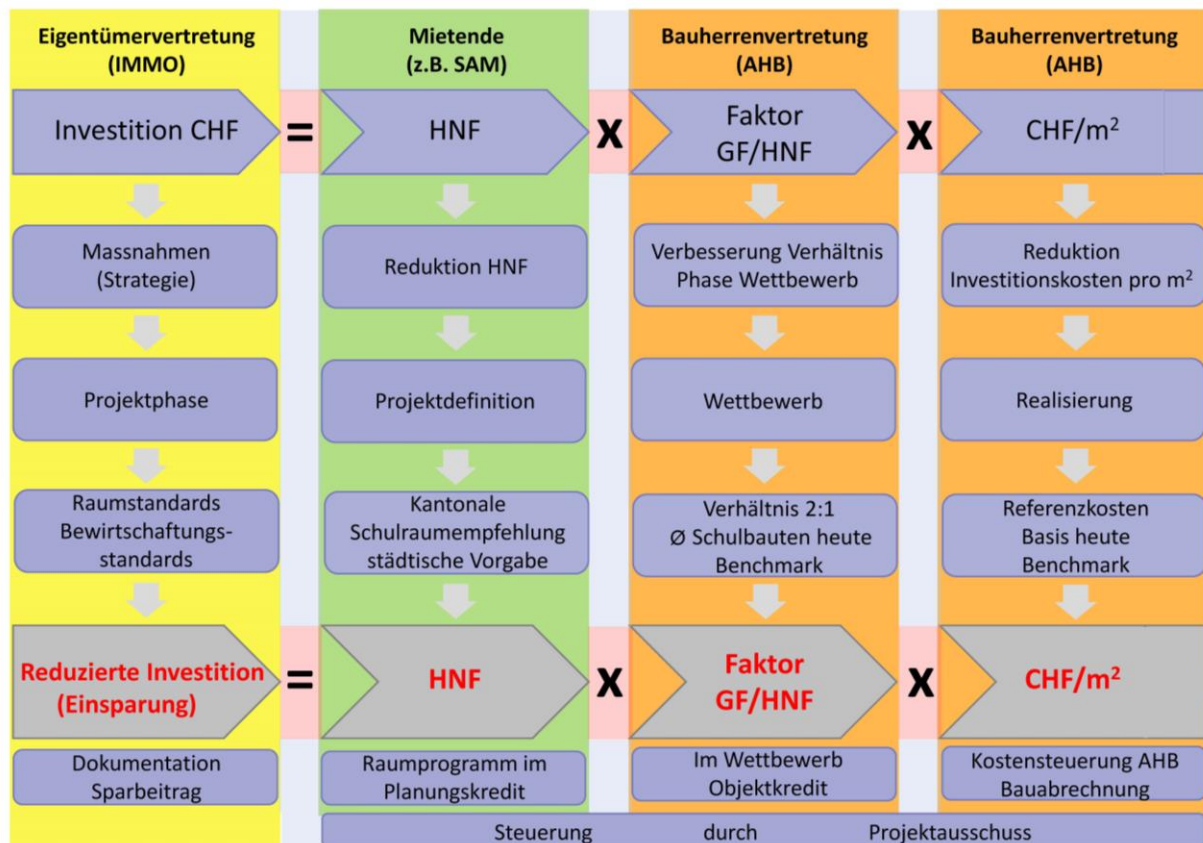 Eigentümervertretung
(IMMO)
Mietende
(z.B. SAM)
Bauherrenvertretung
(AHB)
Bauherrenvertretung
(AHB)
Investition CHF
=
HNF
X
Faktor
GF/HNF
X
CHF/m²
Massnahmen
(Strategie)
Reduktion HNF
Verbesserung Verhältnis
Phase Wettbewerb
Reduktion
Investitionskosten pro m²
Projektphase
Projektdefinition
Wettbewerb
Realisierung
Raumstandards
Bewirtschaftungs-
standards
Kantonale
Schulraumempfehlung
städtische Vorgabe
Verhältnis 2:1
Ø Schulbauten heute
Benchmark
Referenzkosten
Basis heute
Benchmark
Reduzierte Investition
(Einsparung)
=
HNF
X
Faktor
GF/HNF
X
CHF/m²
Dokumentation
Sparbeitrag
Raumprogramm im
Planungskredit
Im Wettbewerb
Objektkredit
Kostensteuerung AHB
Bauabrechnung
Steuerung durch Projektausschuss